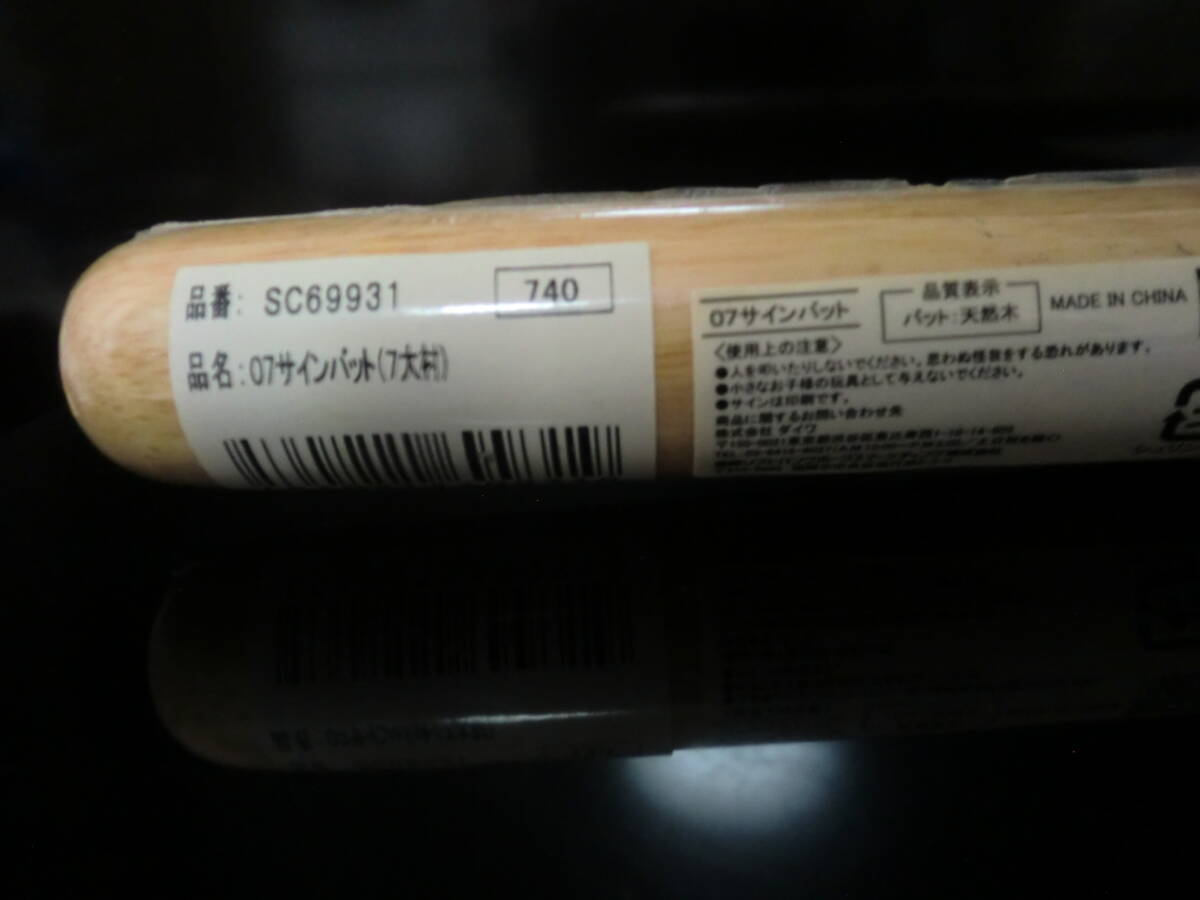 品番: SC69931
740
品名:07サインバット(7大村)
07サインバット
品質表示
バット:天然木
MADE IN CHINA
〈使用上の注意〉
●人を叩いたりしないでください。思わぬ怪我をする恐れがあります。
●小さなお子様の玩具として与えないでください。
●サインは印刷です。
商品に関するお問い合わせ先
株式会社 ダイワ